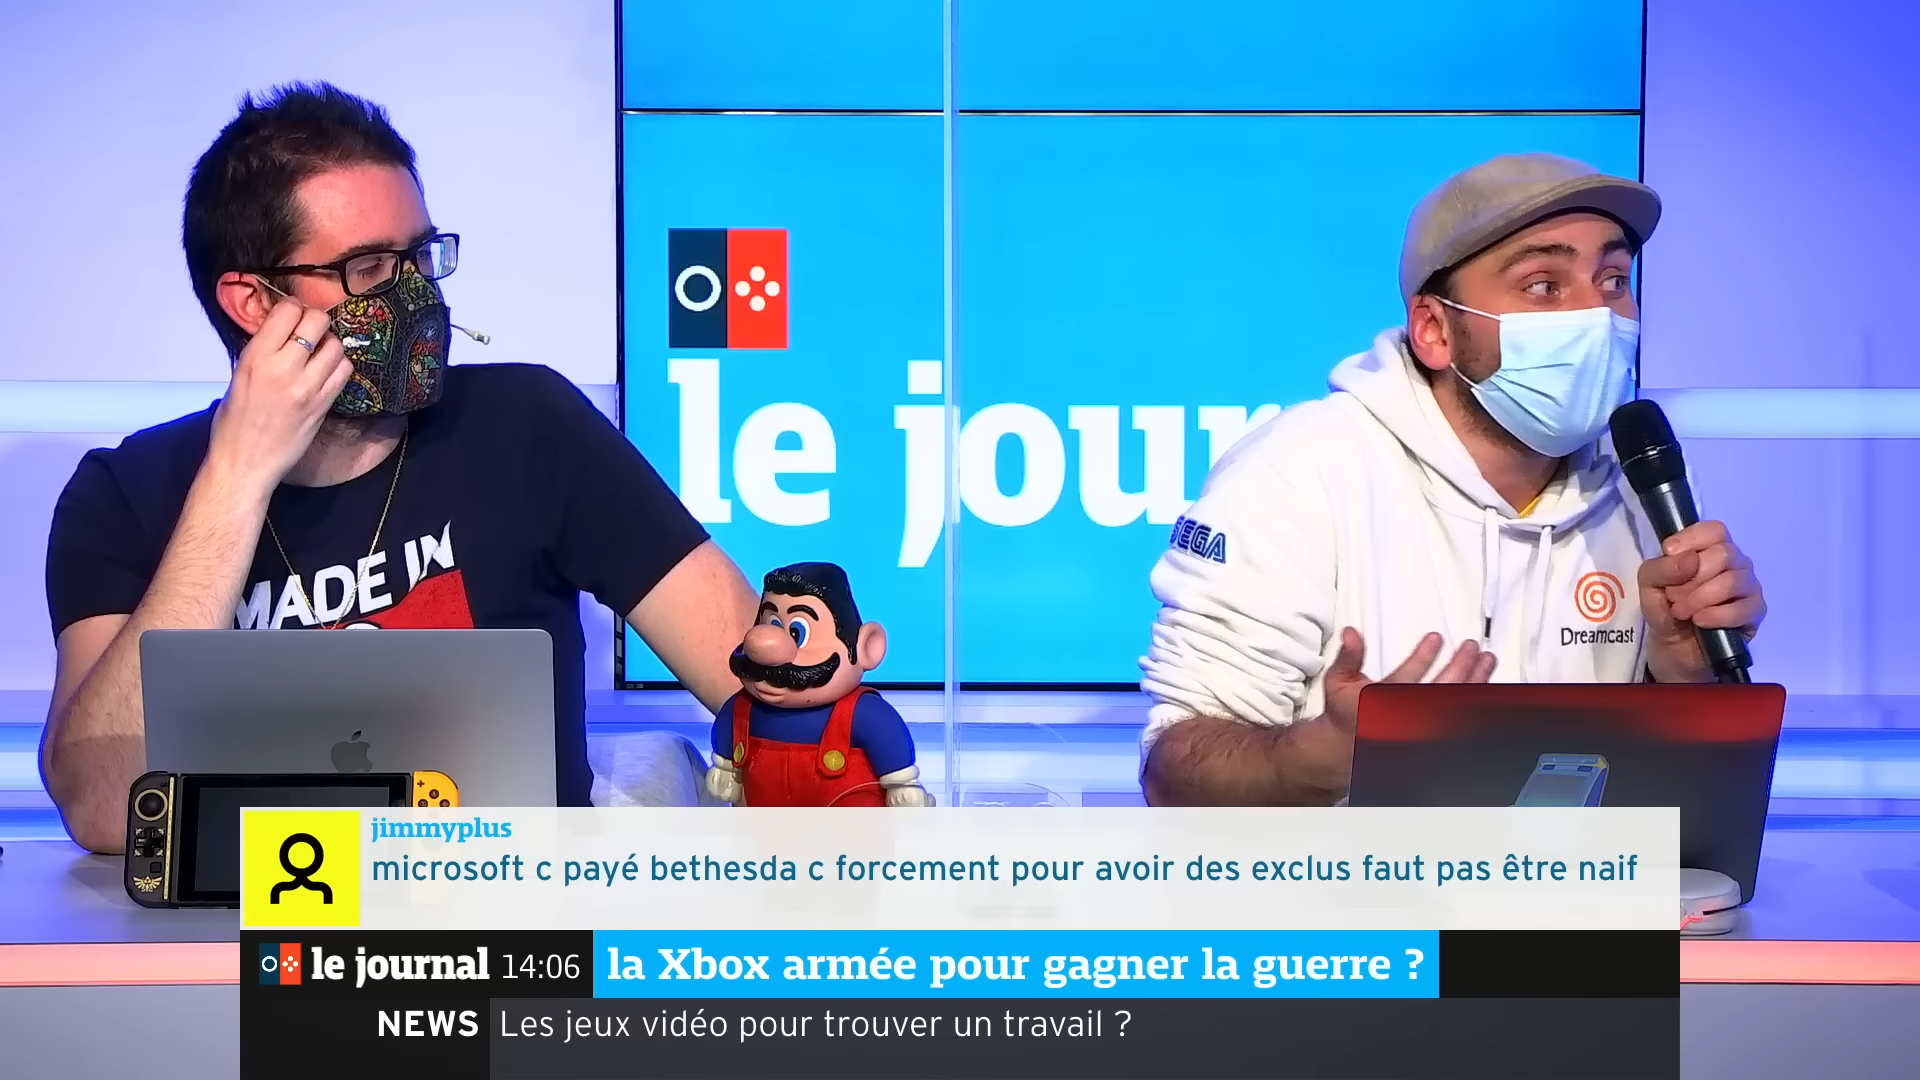 le jour
MADE IN
SEGA
Dreamcast
jimmyplus
microsoft c payé bethesda c forcement pour avoir des exclus faut pas être naif
le journal 14:06 la Xbox armée pour gagner la guerre ?
NEWS Les jeux vidéo pour trouver un travail ?